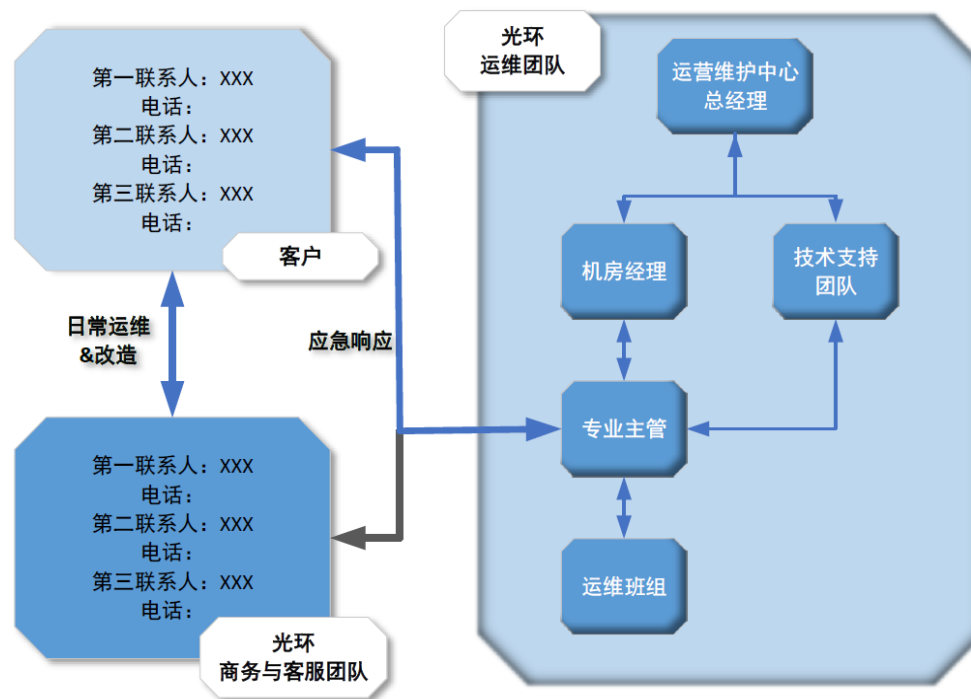 第一联系人：XXX
电话：
第二联系人：XXX
电话：
第三联系人：XXX
电话：
客户
日常运维
&改造
应急响应
第一联系人：XXX
电话：
第二联系人：XXX
电话：
第三联系人：XXX
电话：
光环
商务与客服团队
光环
运维团队
运营维护中心
总经理
机房经理
技术支持
团队
专业主管
运维班组